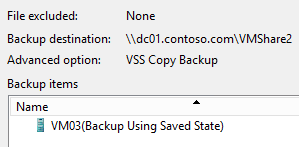 File excluded: None
Backup destination: \\dc01.contoso.com\VMShare2
Advanced option: VSS Copy Backup
Backup items
Name
VM03(Backup Using Saved State)